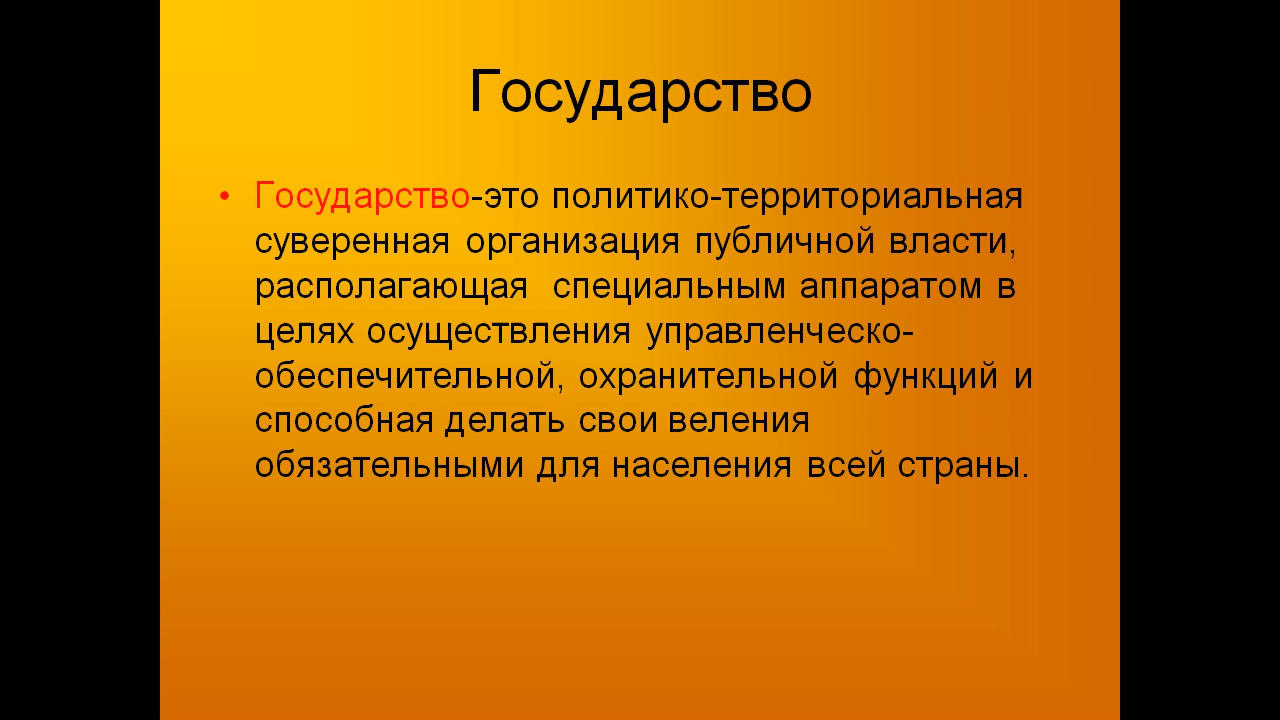 Государство
• Государство-это политико-территориальная
суверенная организация публичной власти,
располагающая специальным аппаратом в
целях осуществления управленческо-
обеспечительной, охранительной функций и
способная делать свои веления
обязательными для населения всей страны.